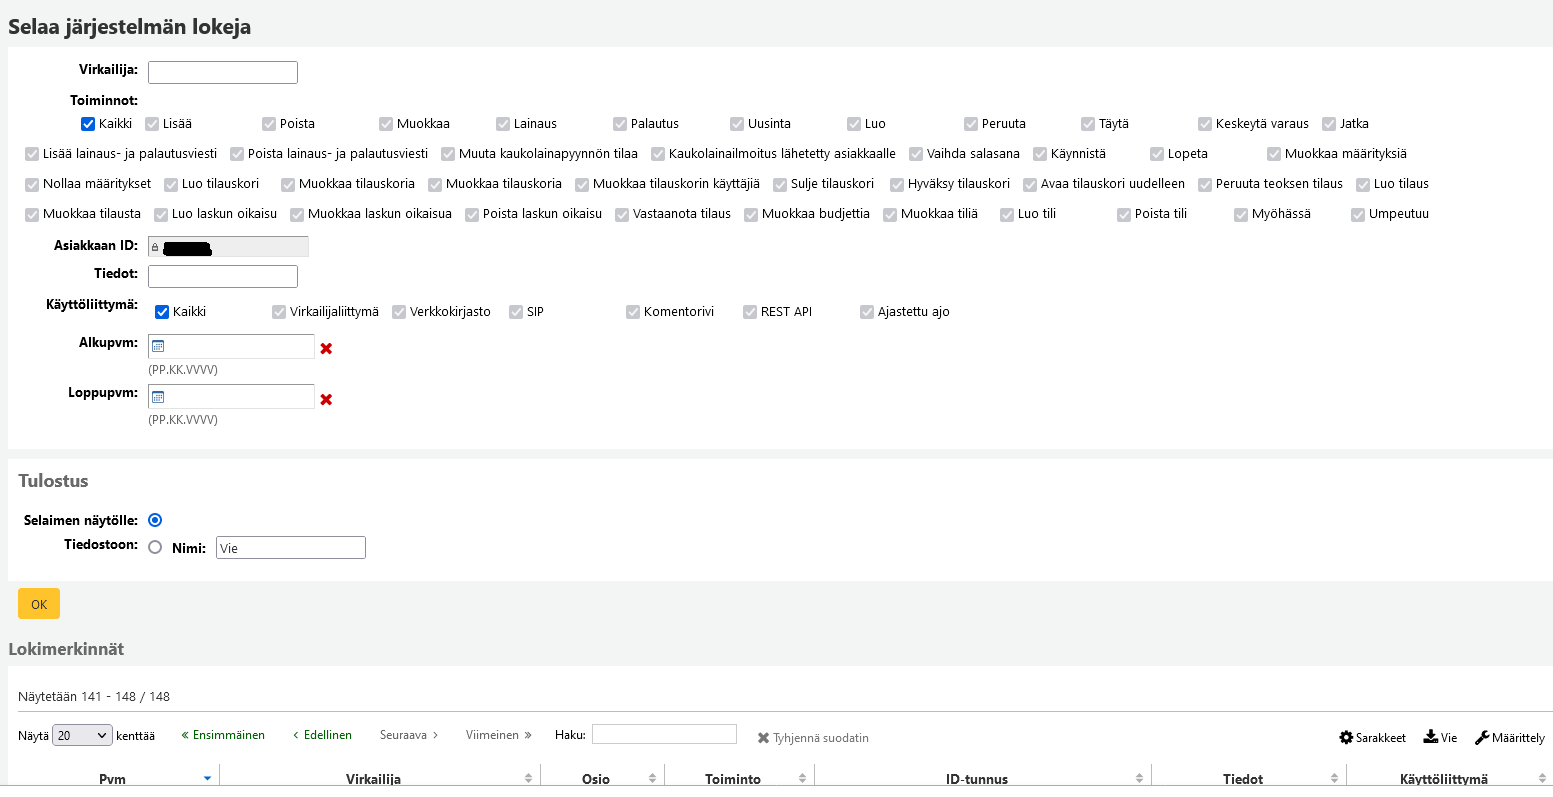 Selaa järjestelmän lokeja
Virkailija:
Toiminnot:
Kaikki Lisää Poista Muokkaa Lainaus Palautus Uusinta Luo Peruuta Täytä Keskeytä varaus Jatka
Lisää lainaus- ja palautusviesti Poista lainaus- ja palautusviesti Muuta kaukolainapyynnön tilaa Kaukolainailmoitus lähetetty asiakkaalle Vaihda salasana Käynnistä Lopeta Muokkaa määrityksiä
Nollaa määritykset Luo tilauskori Muokkaa tilauskoria Muokkaa tilauskoria Muokkaa tilauskorin käyttäjiä Sulje tilauskori Hyväksy tilauskori Avaa tilauskori uudelleen Peruuta teoksen tilaus Luo tilaus
Muokkaa tilausta Luo laskun oikaisu Muokkaa laskun oikaisua Poista laskun oikaisu Vastaanota tilaus Muokkaa budjettia Muokkaa tiliä Luo tili Poista tili Myöhässä Umpeutuu
Asiakkaan ID:
Tiedot:
Käyttöliittymä: Kaikki Virkailijaliittymä Verkkokirjasto SIP Komentorivi REST API Ajastettu ajo
Alkupvm:
(PP.KK.VVVV)
Loppupvm:
(PP.KK.VVVV)
Tulostus
Selaimen näytölle:
Tiedostoon: Nimi: Vie
OK
Lokimerkinnät
Näytetään 141 - 148 / 148
Näytä 20 kenttää « Ensimmäinen ‹ Edellinen Seuraava › Viimeinen » Haku: Tyhjennä suodatin Sarakkeet Vie Määrittely
Pvm Virkailija Osio Toiminto ID-tunnus Tiedot Käyttöliittymä